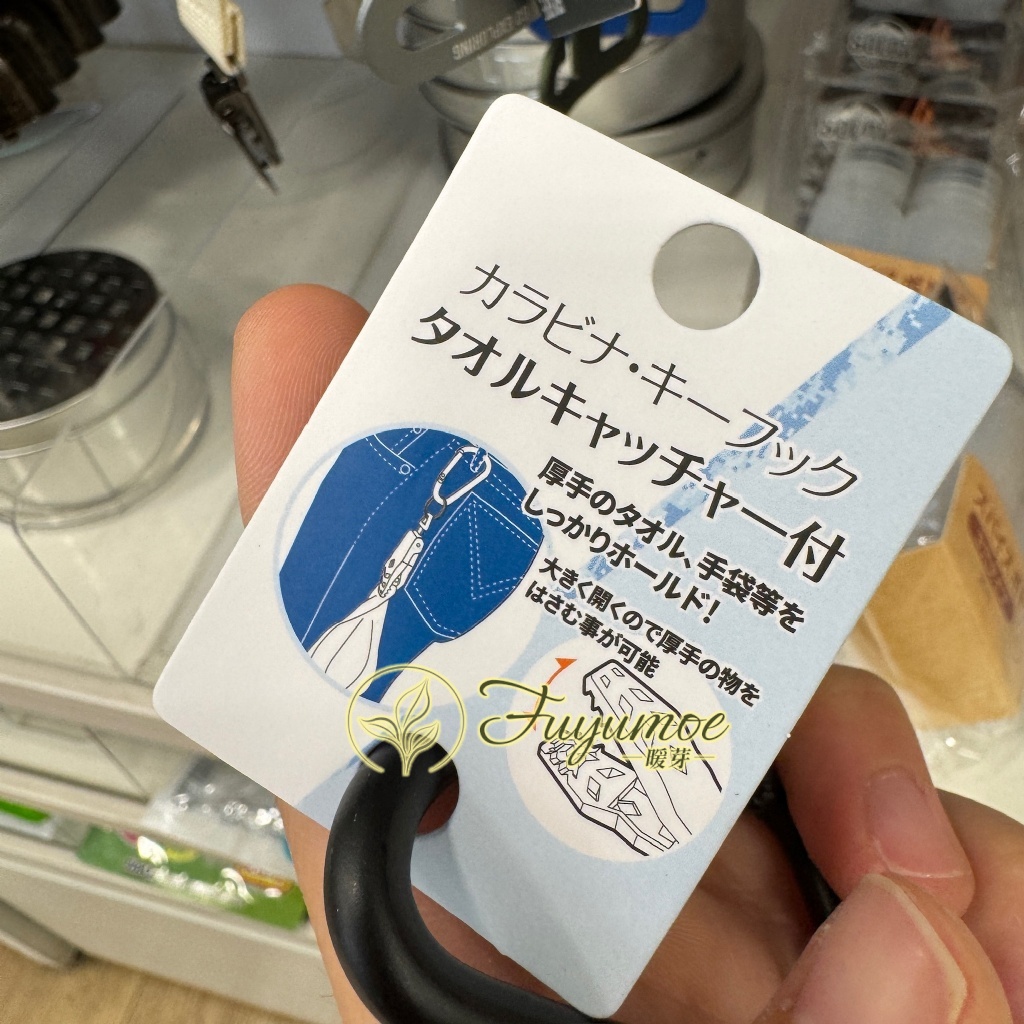 EXPLORING
カラビナ・キーフック
タオルキャッチャー付
厚手のタオル、手袋等を
しっかりホールド!
大きく開くので厚手の物を
はさむ事が可能
Fuyumoe
暖芽